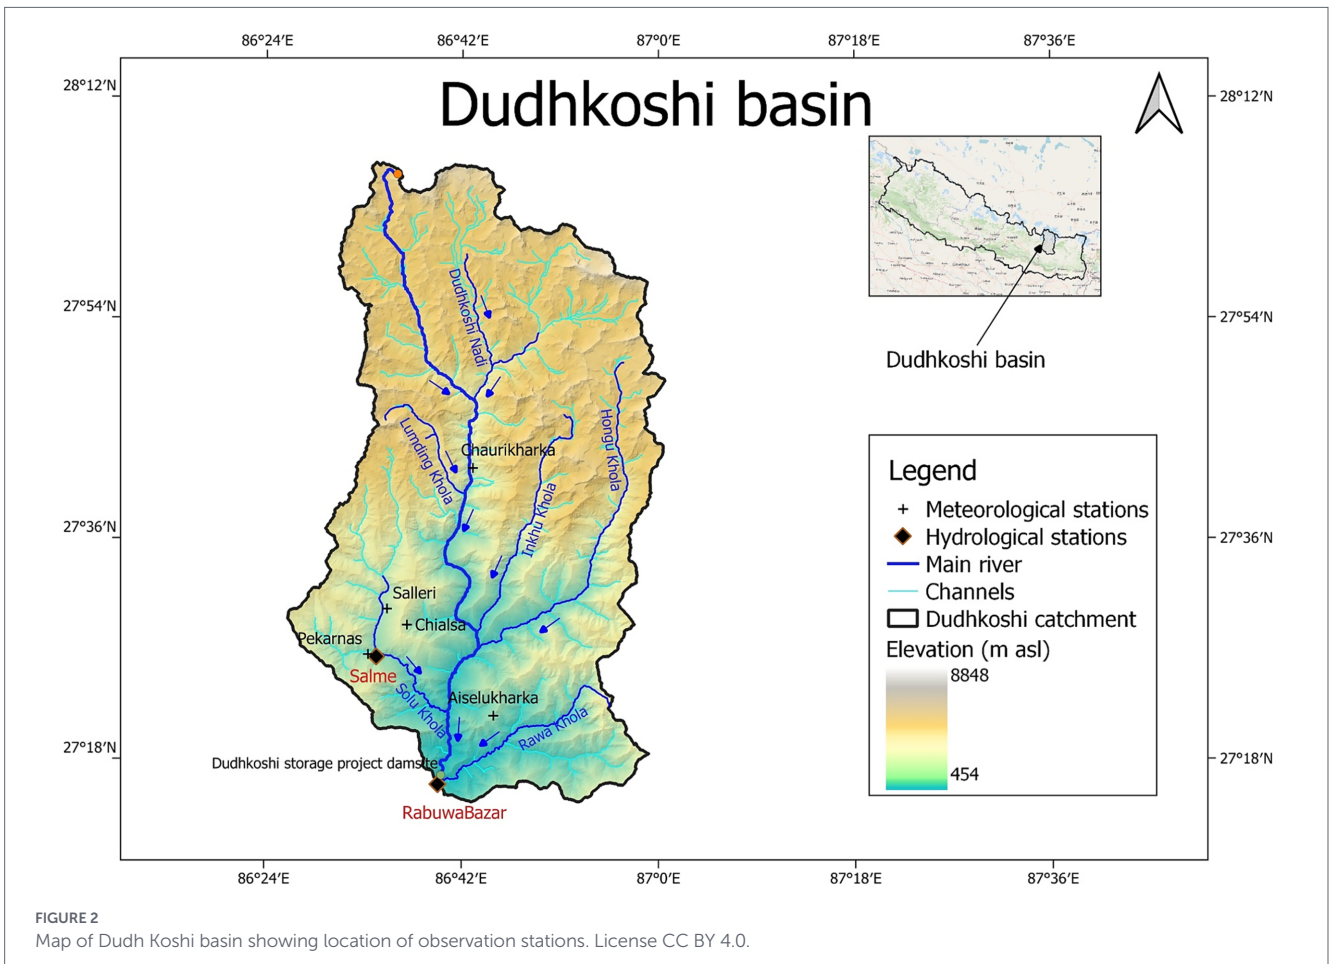 86°24′E 86°42′E 87°0′E 87°18′E 87°36′E
28°12′N
28°12′N
Dudhkoshi basin
27°54′N
27°54′N
Dudhkoshi Nadi
Dudhkoshi basin
Lumding Khola
Chaurikharka
Hongu Khola
Inkhu Khola
27°36′N
27°36′N
Salleri
Chialsa
Pekarnas
Salme
Solu Khola
Aiselukharka
Rawa Khola
27°18′N
27°18′N
Dudhkoshi storage project damsite
RabuwaBazar
Legend
Meteorological stations
Hydrological stations
Main river
Channels
Dudhkoshi catchment
Elevation (m asl)
8848
454
86°24′E 86°42′E 87°0′E 87°18′E 87°36′E
FIGURE 2
Map of Dudh Koshi basin showing location of observation stations. License CC BY 4.0.